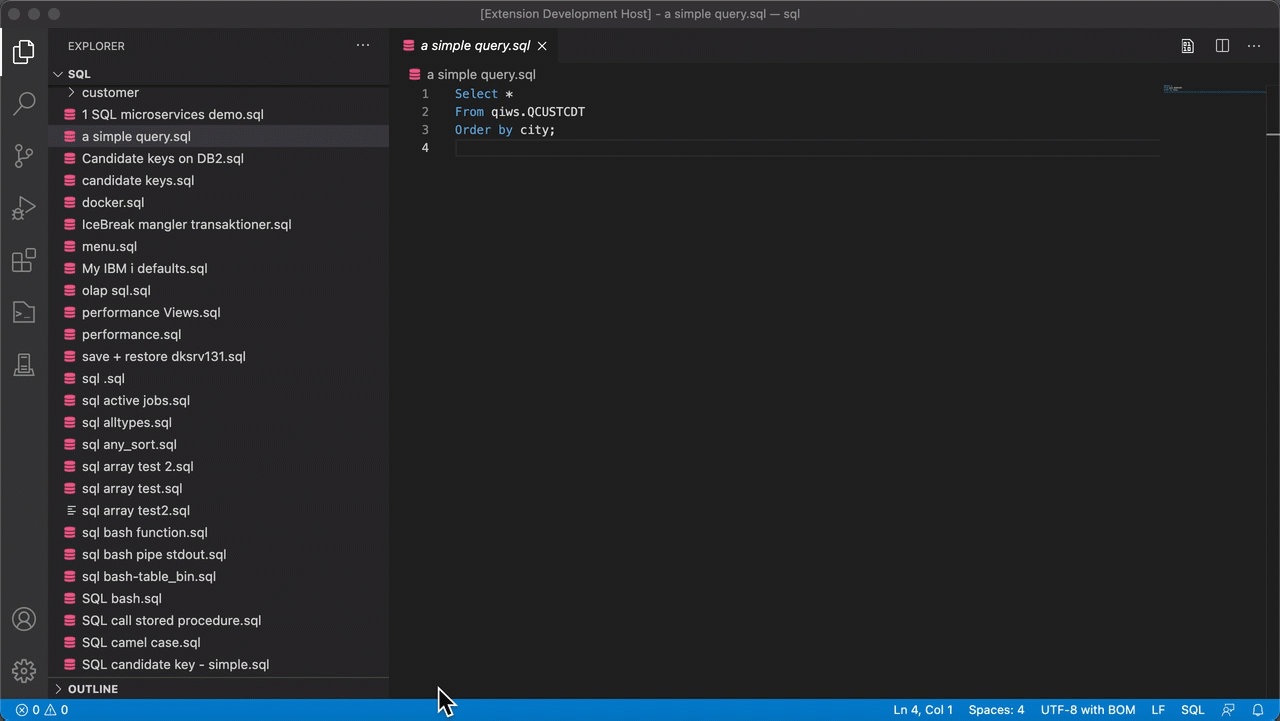 [Extension Development Host] - a simple query.sql — sql
EXPLORER
SQL
customer
1 SQL microservices demo.sql
a simple query.sql
Candidate keys on DB2.sql
candidate keys.sql
docker.sql
IceBreak mangler transaktioner.sql
menu.sql
My IBM i defaults.sql
olap sql.sql
performance Views.sql
performance.sql
save + restore dksrv131.sql
sql .sql
sql active jobs.sql
sql alltypes.sql
sql any_sort.sql
sql array test 2.sql
sql array test.sql
sql array test2.sql
sql bash function.sql
sql bash pipe stdout.sql
sql bash-table_bin.sql
SQL bash.sql
SQL call stored procedure.sql
SQL camel case.sql
SQL candidate key - simple.sql
OUTLINE
a simple query.sql
a simple query.sql
1 Select *
2 From qiws.QCUSTCDT
3 Order by city;
4
0 0 Ln 4, Col 1 Spaces: 4 UTF-8 with BOM LF SQL